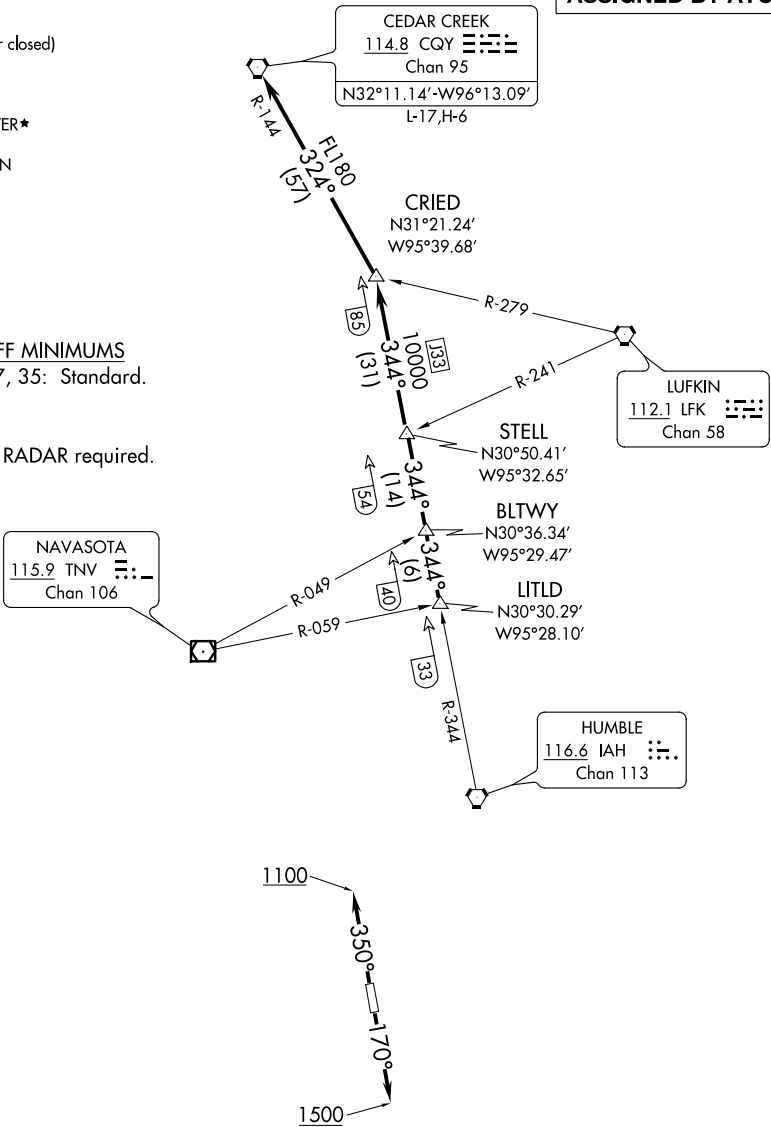 ASSIGNED BY ATC
r closed)
CEDAR CREEK
114.8 CQY
Chan 95
N32°11.14'-W96°13.09'
L-17,H-6
VER★
N
R-144
FL180
324°
(57)
CRIED
N31°21.24'
W95°39.68'
R-279
85
J33
10000
344°
(31)
FF MINIMUMS
7, 35: Standard.
R-241
LUFKIN
112.1 LFK
Chan 58
STELL
N30°50.41'
W95°32.65'
RADAR required.
54
344°
(14)
BLTWY
N30°36.34'
W95°29.47'
NAVASOTA
115.9 TNV
Chan 106
R-049
40
344°
(6)
LITLD
N30°30.29'
W95°28.10'
R-059
33
R-344
HUMBLE
116.6 IAH
Chan 113
1100
350°
170°
1500